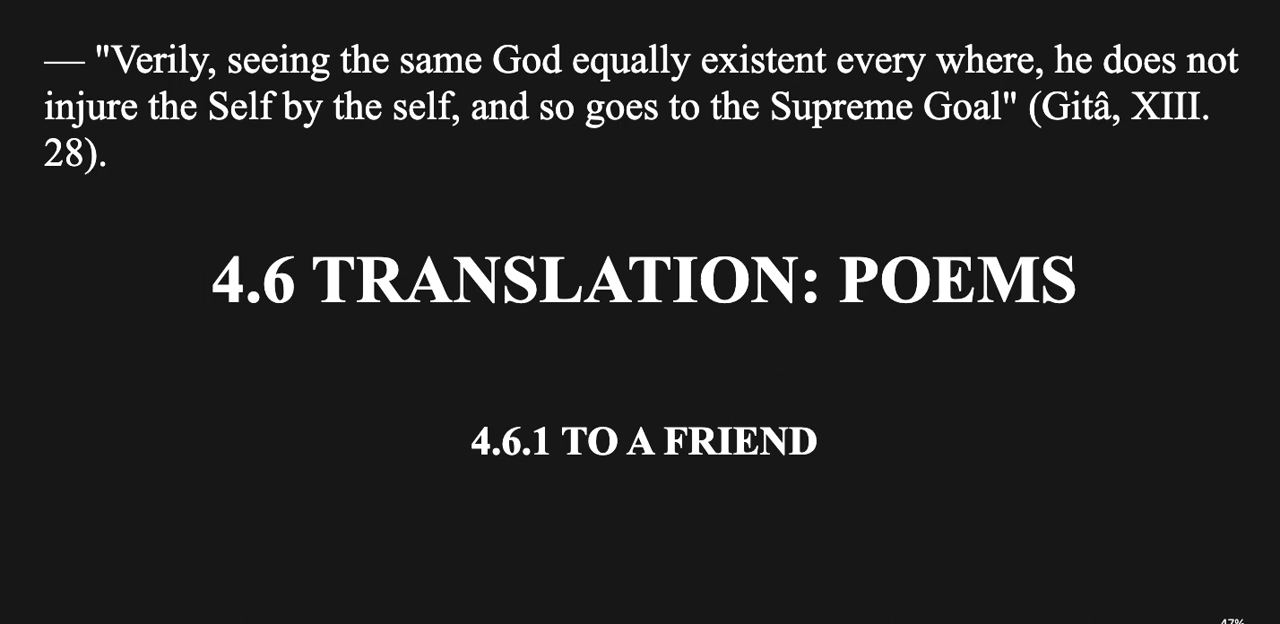 — "Verily, seeing the same God equally existent every where, he does not
injure the Self by the self, and so goes to the Supreme Goal" (Gitâ, XIII.
28).
4.6 TRANSLATION: POEMS
4.6.1 TO A FRIEND
47%